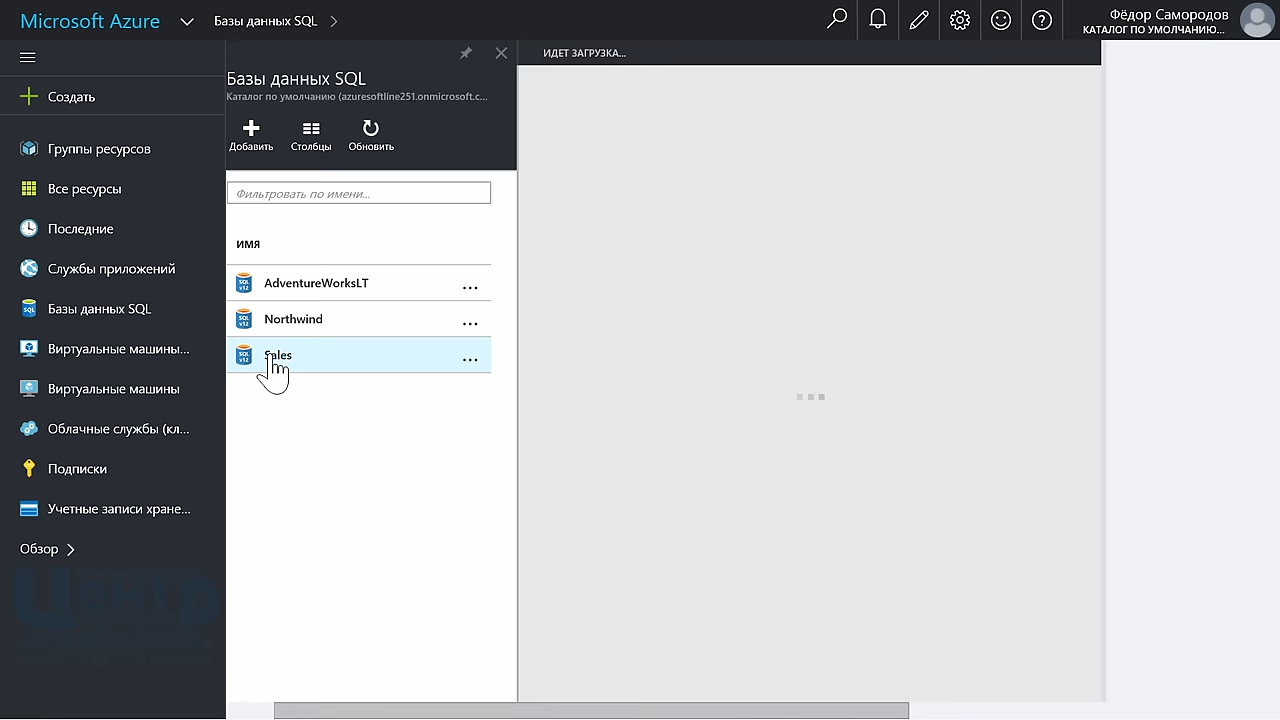 Microsoft Azure
Базы данных SQL
Фёдор Самородов
КАТАЛОГ ПО УМОЛЧАНИЮ...
Создать
Группы ресурсов
Все ресурсы
Последние
Службы приложений
Базы данных SQL
Виртуальные машины...
Виртуальные машины
Облачные службы (кл...
Подписки
Учетные записи хране...
Обзор
Центр
Базы данных SQL
Каталог по умолчанию (azuresoftline251.onmicrosoft.c...
Добавить
Столбцы
Обновить
Фильтровать по имени...
ИМЯ
AdventureWorksLT
Northwind
Sales
ИДЕТ ЗАГРУЗКА...